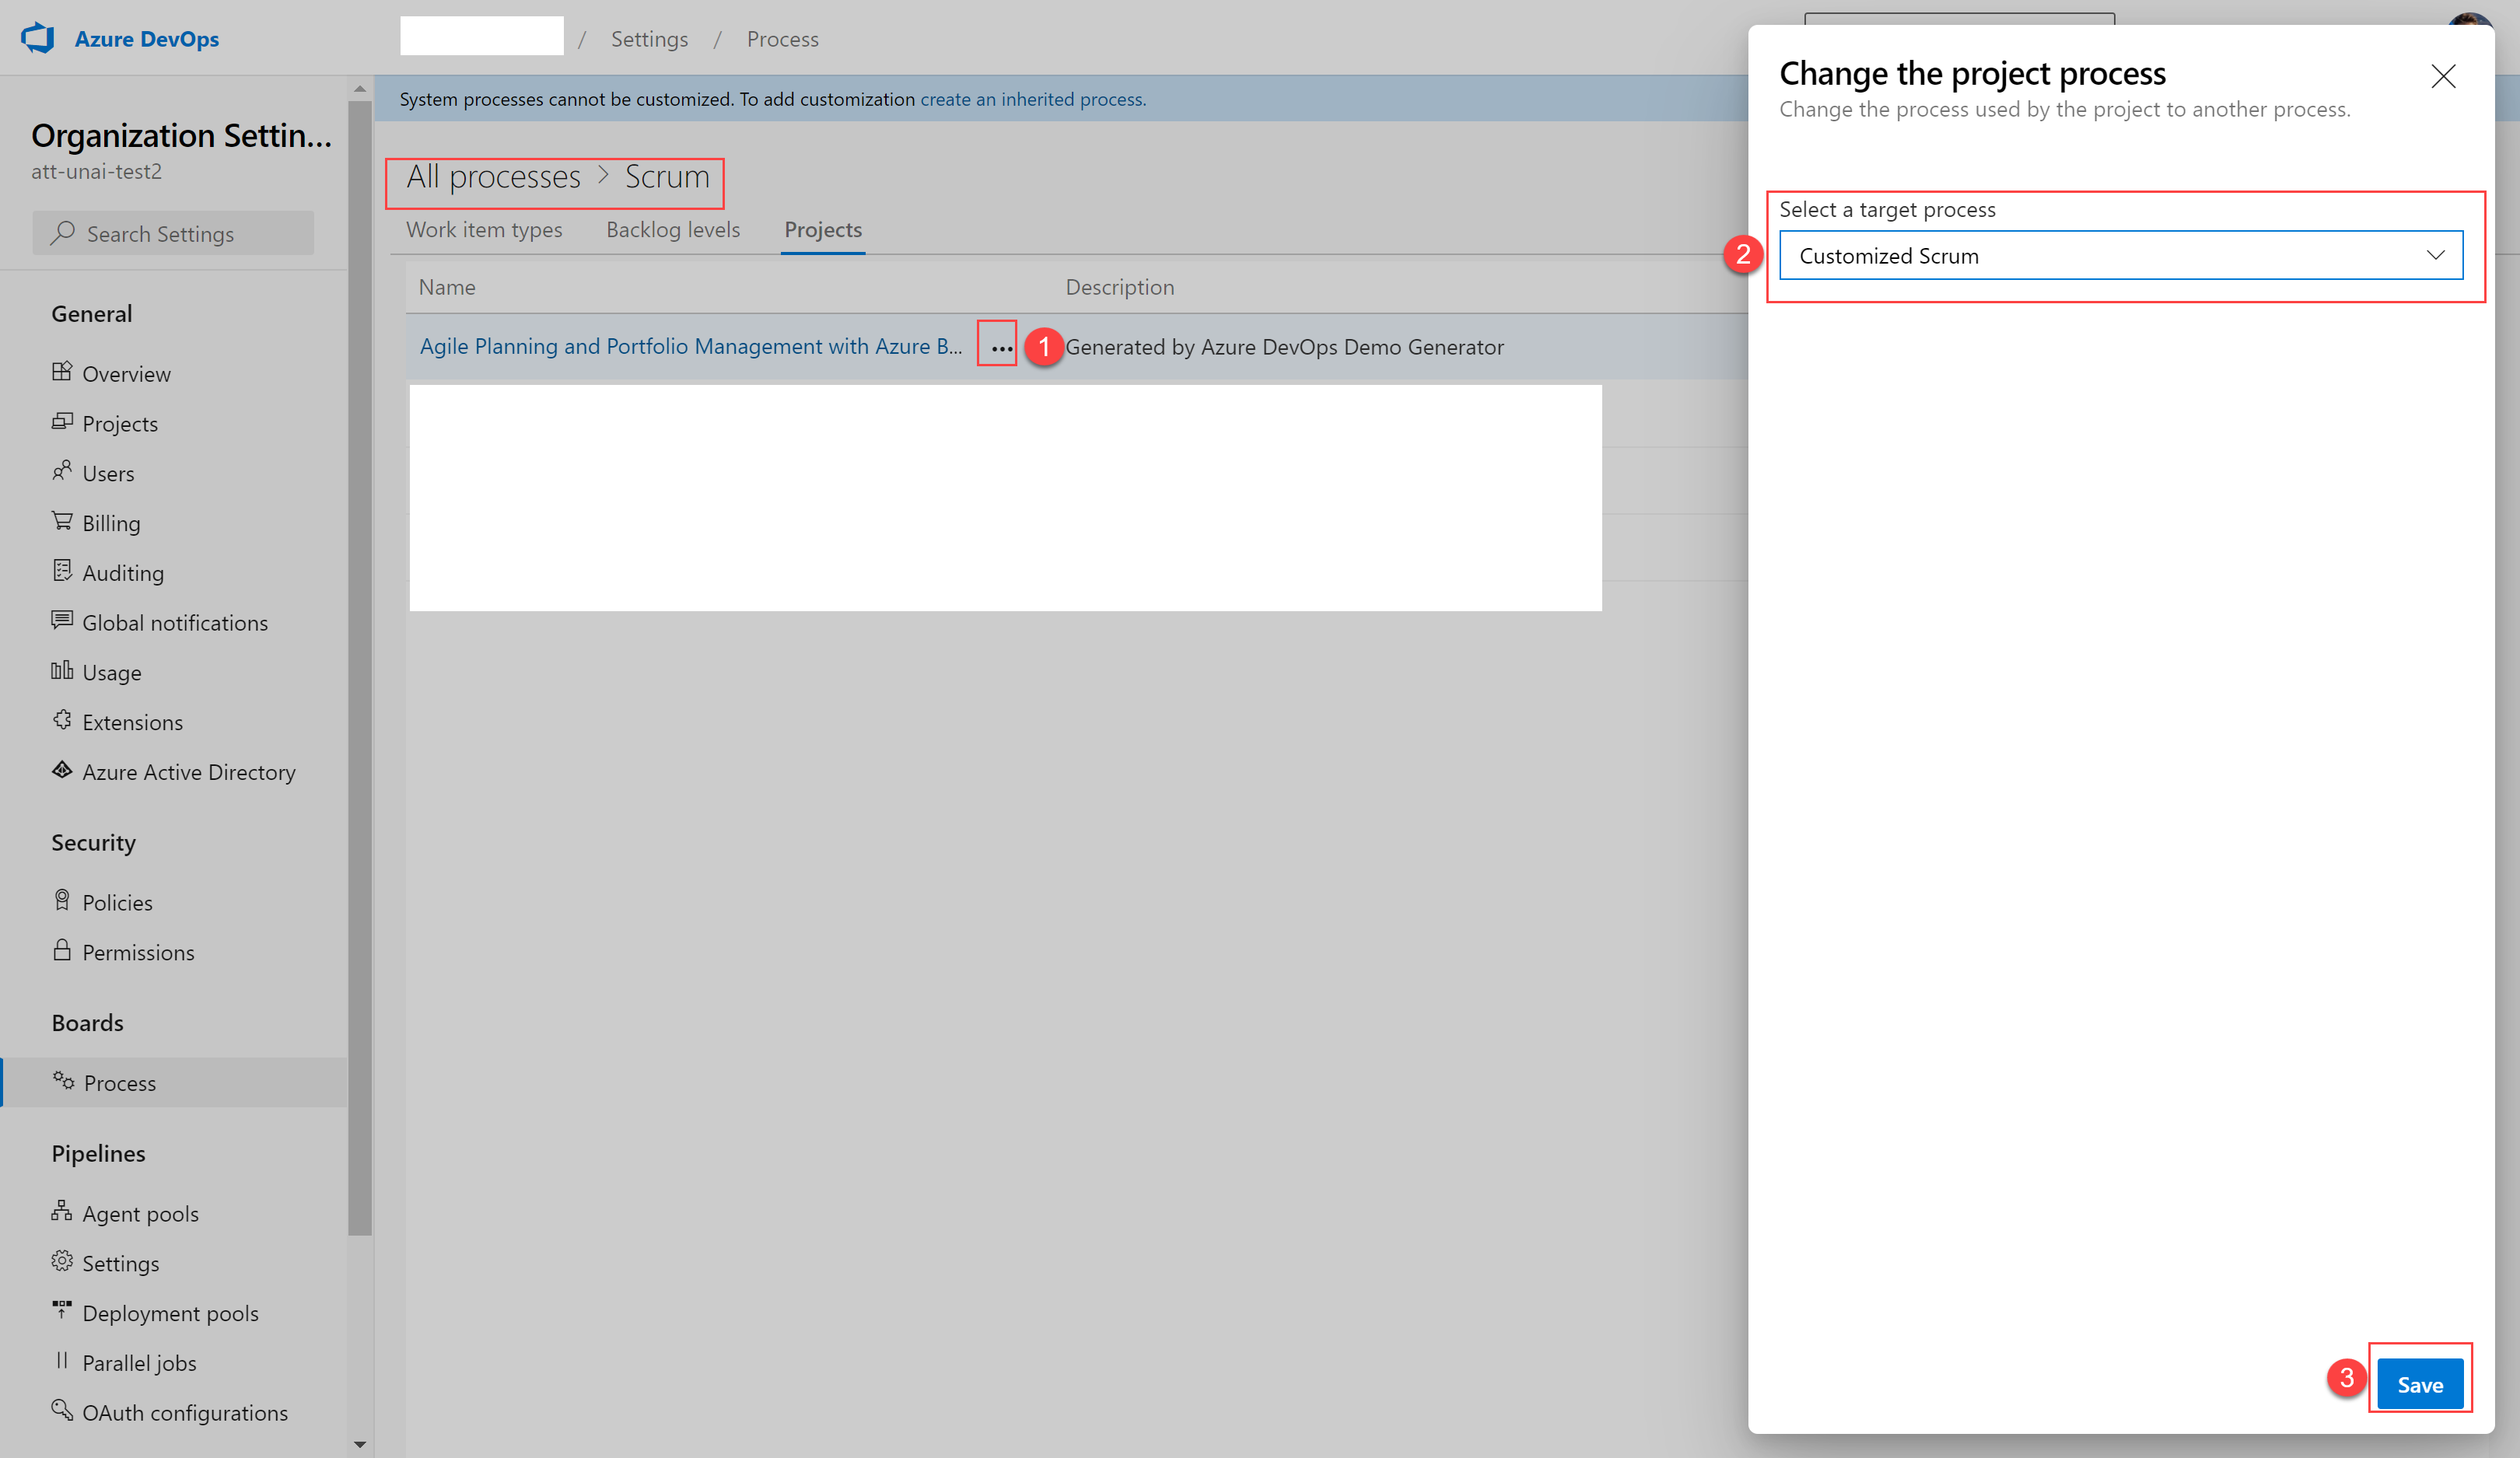 Azure DevOps
/ Settings / Process
System processes cannot be customized. To add customization create an inherited process.
Organization Settin...
att-unai-test2
Search Settings
General
Overview
Projects
Users
Billing
Auditing
Global notifications
Usage
Extensions
Azure Active Directory
Security
Policies
Permissions
Boards
Process
Pipelines
Agent pools
Settings
Deployment pools
Parallel jobs
OAuth configurations
All processes > Scrum
Work item types Backlog levels Projects
Name Description
Agile Planning and Portfolio Management with Azure B... ... 1 Generated by Azure DevOps Demo Generator
Change the project process
Change the process used by the project to another process.
Select a target process
2 Customized Scrum
3 Save